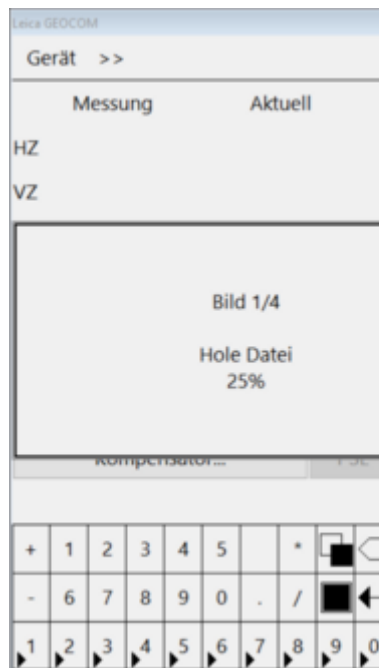 Leica GEOCOM
Gerät >>
Messung Aktuell
HZ
VZ
Bild 1/4
Hole Datei
25%
Kompensator...
+ 1 2 3 4 5 *
- 6 7 8 9 0 . /
1 2 3 4 5 6 7 8 9 0